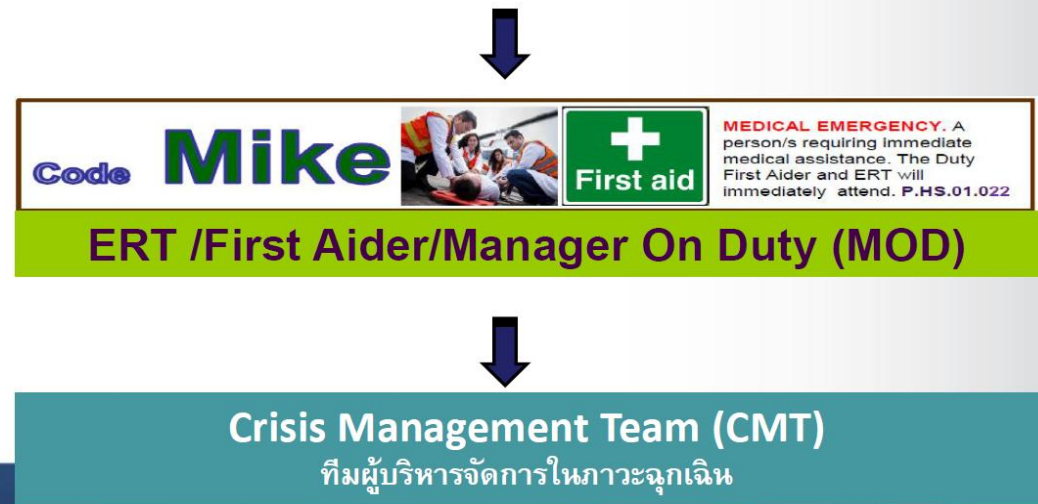 Code Mike
First aid
MEDICAL EMERGENCY. A
person/s requiring immediate
medical assistance. The Duty
First Aider and ERT will
immediately attend. P.HS.01.022
ERT /First Aider/Manager On Duty (MOD)
Crisis Management Team (CMT)
ทีมผู้บริหารจัดการในภาวะฉุกเฉิน